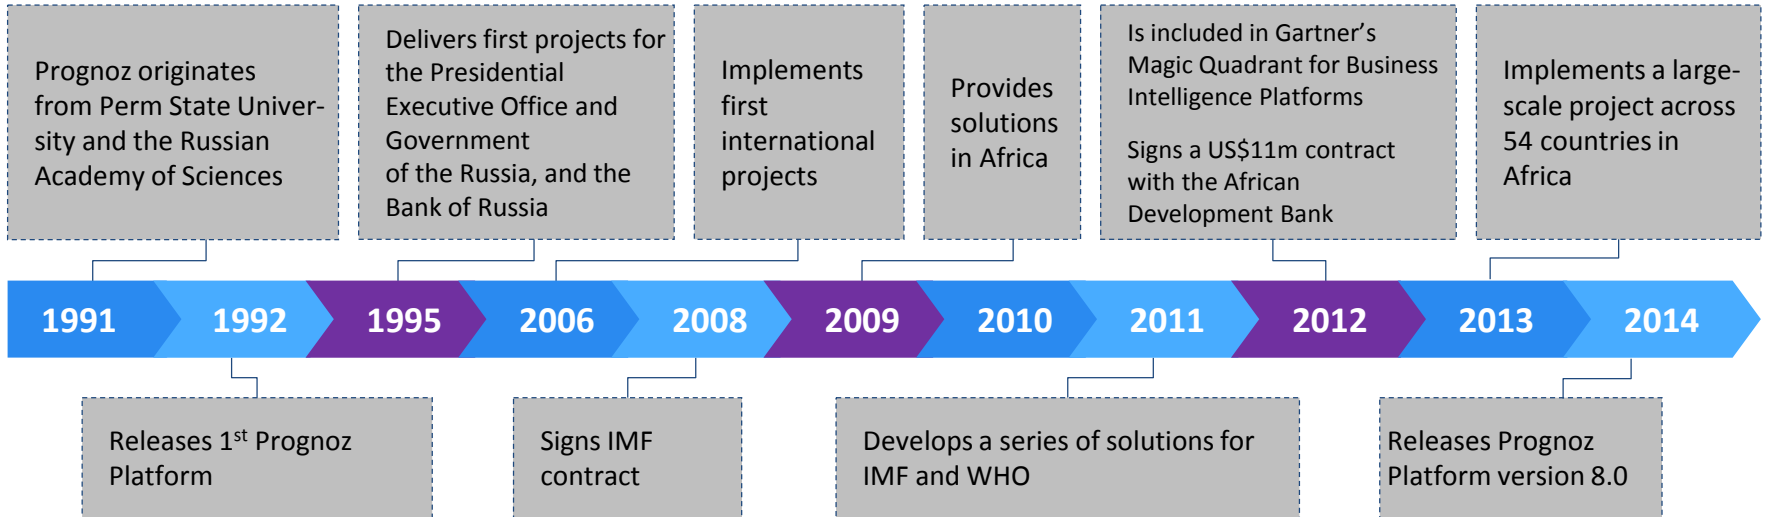 Prognoz originates
from Perm State Univer-
sity and the Russian
Academy of Sciences
Delivers first projects for
the Presidential
Executive Office and
Government
of the Russia, and the
Bank of Russia
Implements
first
international
projects
Provides
solutions
in Africa
Is included in Gartner’s
Magic Quadrant for Business
Intelligence Platforms
Signs a US$11m contract
with the African
Development Bank
Implements a large-
scale project across
54 countries in
Africa
1991 1992 1995 2006 2008 2009 2010 2011 2012 2013 2014
Releases 1st Prognoz
Platform
Signs IMF
contract
Develops a series of solutions for
IMF and WHO
Releases Prognoz
Platform version 8.0